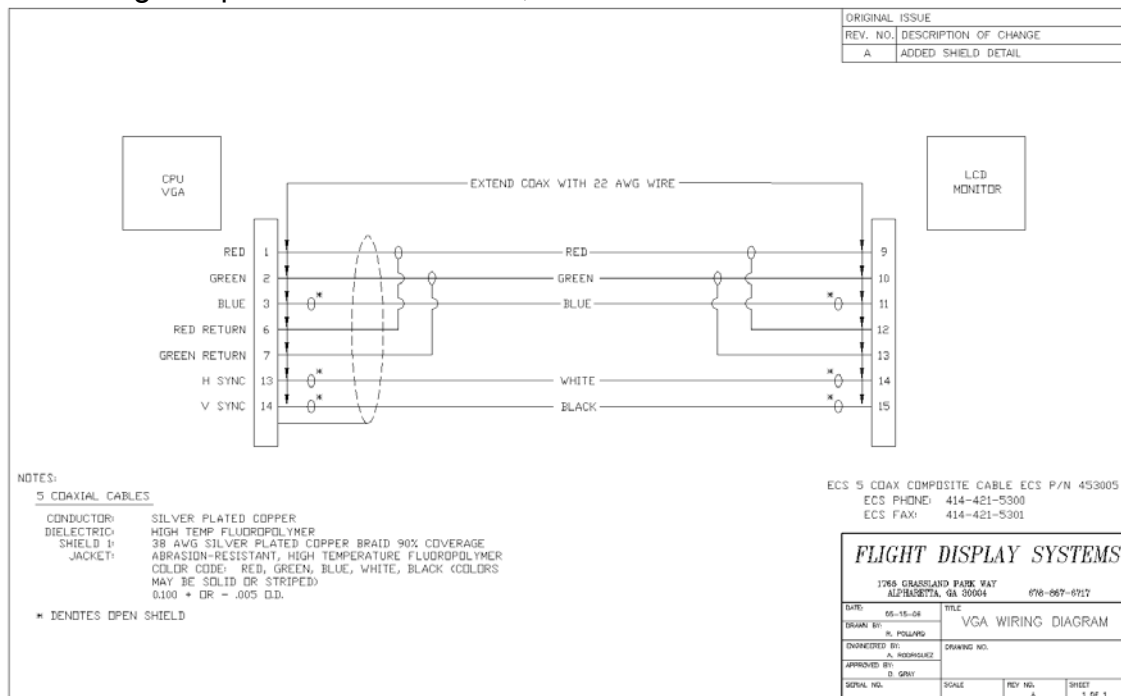 ORIGINAL ISSUE
REV. NO. DESCRIPTION OF CHANGE
A ADDED SHIELD DETAIL
CPU
VGA
LCD
MONITOR
EXTEND COAX WITH 22 AWG WIRE
RED 1 RED 9
GREEN 2 GREEN 10
BLUE 3 * BLUE * 11
RED RETURN 6 12
GREEN RETURN 7 13
H SYNC 13 * WHITE * 14
V SYNC 14 * BLACK * 15
NOTES:
5 COAXIAL CABLES
CONDUCTOR: SILVER PLATED COPPER
DIELECTRIC: HIGH TEMP FLUOROPOLYMER
SHIELD 1: 38 AWG SILVER PLATED COPPER BRAID 90% COVERAGE
JACKET: ABRASION-RESISTANT, HIGH TEMPERATURE FLUOROPOLYMER
COLOR CODE: RED, GREEN, BLUE, WHITE, BLACK (COLORS
MAY BE SOLID OR STRIPED)
0.100 + OR - .005 O.D.
* DENOTES OPEN SHIELD
ECS 5 COAX COMPOSITE CABLE ECS P/N 453005
ECS PHONE: 414-421-5300
ECS FAX: 414-421-5301
FLIGHT DISPLAY SYSTEMS
1765 GRASSLAND PARK WAY
ALPHARETTA, GA 30004 678-867-6717
DATE: 05-15-06 TITLE
VGA WIRING DIAGRAM
DRAWN BY:
R. POLLARD
ENGINEERED BY: DRAWING NO.
A. RODRIGUEZ
APPROVED BY:
D. GRAY
SERIAL NO. SCALE REV NO. SHEET
A 1 OF 1